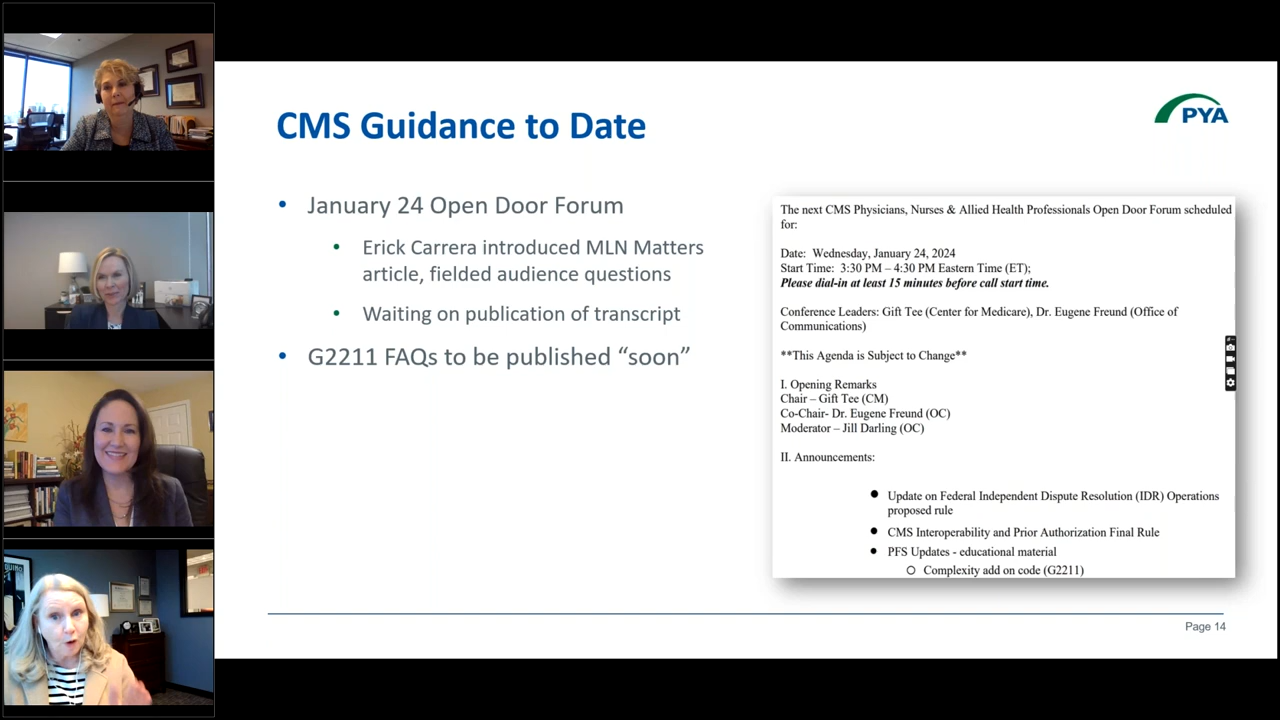 CMS Guidance to Date
PYA
• January 24 Open Door Forum
• Erick Carrera introduced MLN Matters
article, fielded audience questions
• Waiting on publication of transcript
• G2211 FAQs to be published “soon”
The next CMS Physicians, Nurses & Allied Health Professionals Open Door Forum scheduled
for:
Date: Wednesday, January 24, 2024
Start Time: 3:30 PM – 4:30 PM Eastern Time (ET);
Please dial-in at least 15 minutes before call start time.
Conference Leaders: Gift Tee (Center for Medicare), Dr. Eugene Freund (Office of
Communications)
**This Agenda is Subject to Change**
I. Opening Remarks
Chair – Gift Tee (CM)
Co-Chair- Dr. Eugene Freund (OC)
Moderator – Jill Darling (OC)
II. Announcements:
● Update on Federal Independent Dispute Resolution (IDR) Operations
proposed rule
● CMS Interoperability and Prior Authorization Final Rule
● PFS Updates - educational material
○ Complexity add on code (G2211)
Page 14